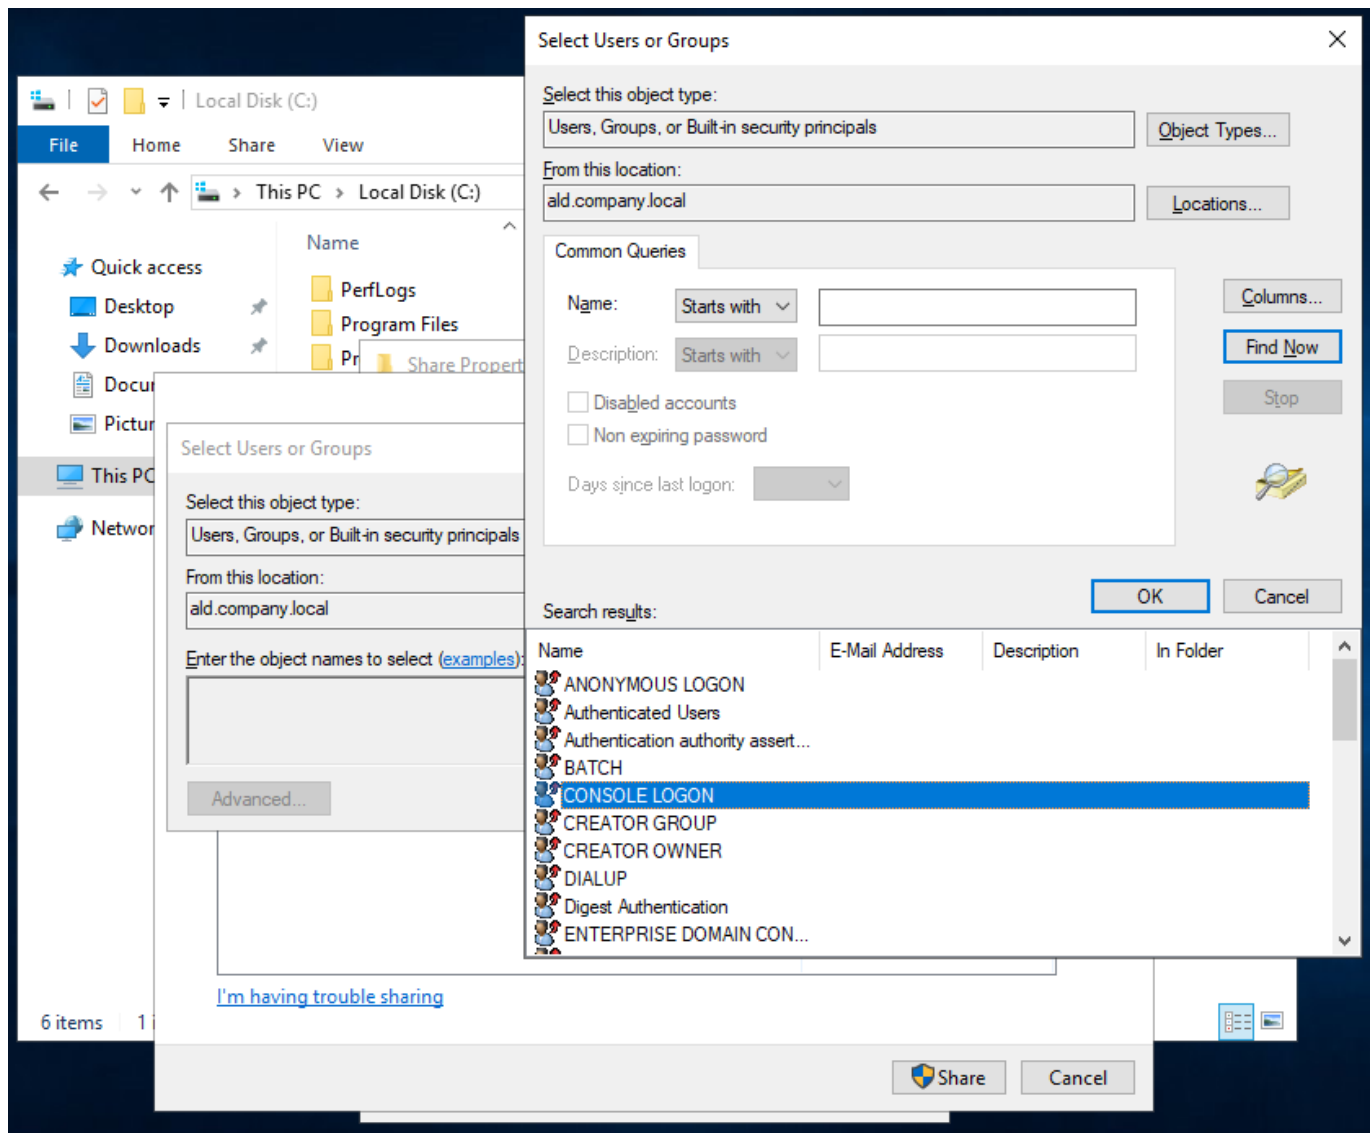 Local Disk (C:)
File Home Share View
This PC Local Disk (C:)
Name
Quick access
Desktop
Downloads
Docur
Pictur
This PC
Networ
PerfLogs
Program Files
Pr
Share Propert
6 items 1 i
Select Users or Groups
Select this object type:
Users, Groups, or Built-in security principals
From this location:
ald.company.local
Enter the object names to select (examples):
Advanced...
I'm having trouble sharing
Share Cancel
Select Users or Groups
Select this object type:
Users, Groups, or Built-in security principals
Object Types...
From this location:
ald.company.local
Locations...
Common Queries
Name: Starts with
Description: Starts with
Disabled accounts
Non expiring password
Days since last logon:
Columns...
Find Now
Stop
OK Cancel
Search results:
Name E-Mail Address Description In Folder
ANONYMOUS LOGON
Authenticated Users
Authentication authority assert...
BATCH
CONSOLE LOGON
CREATOR GROUP
CREATOR OWNER
DIALUP
Digest Authentication
ENTERPRISE DOMAIN CON...